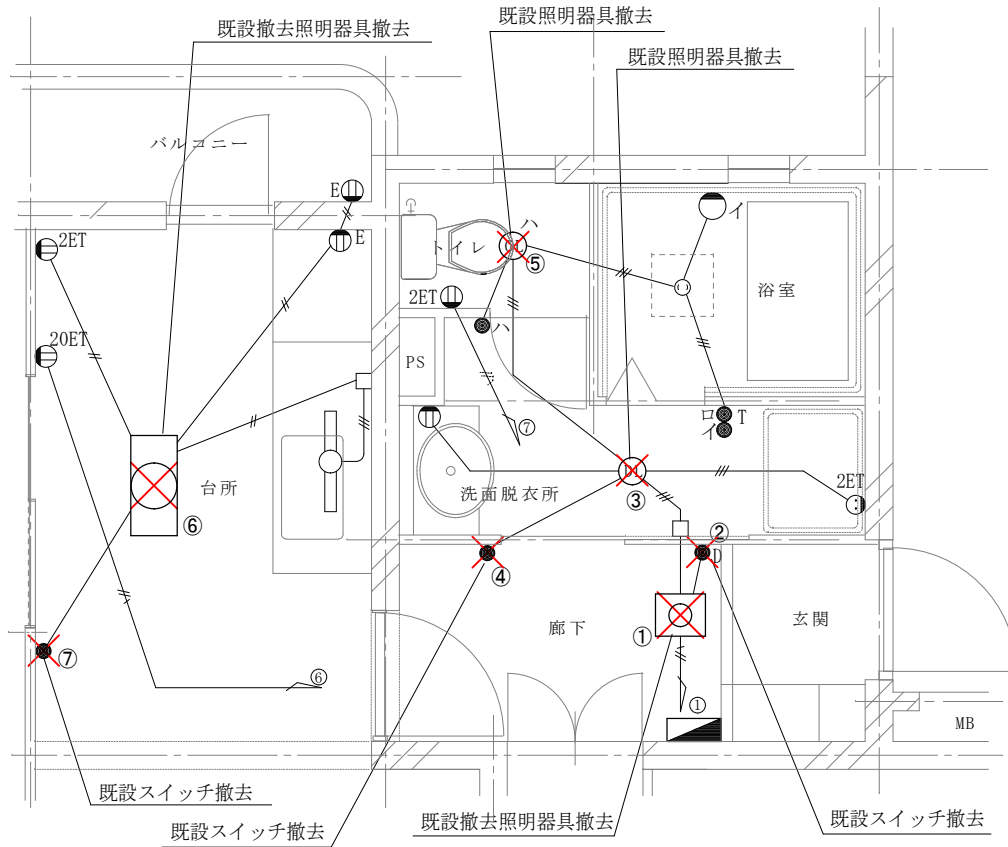 既設撤去照明器具撤去
既設照明器具撤去
既設照明器具撤去
バルコニー
E
E
2ET
20ET
トイレ
ハ
⑤
ハ
2ET
イ
浴室
PS
⑦
ロ
イ
T
台所
⑥
洗面脱衣所
③
2ET
②
D
④
①
廊下
玄関
⑦
⑥
①
MB
既設スイッチ撤去
既設スイッチ撤去
既設撤去照明器具撤去
既設スイッチ撤去